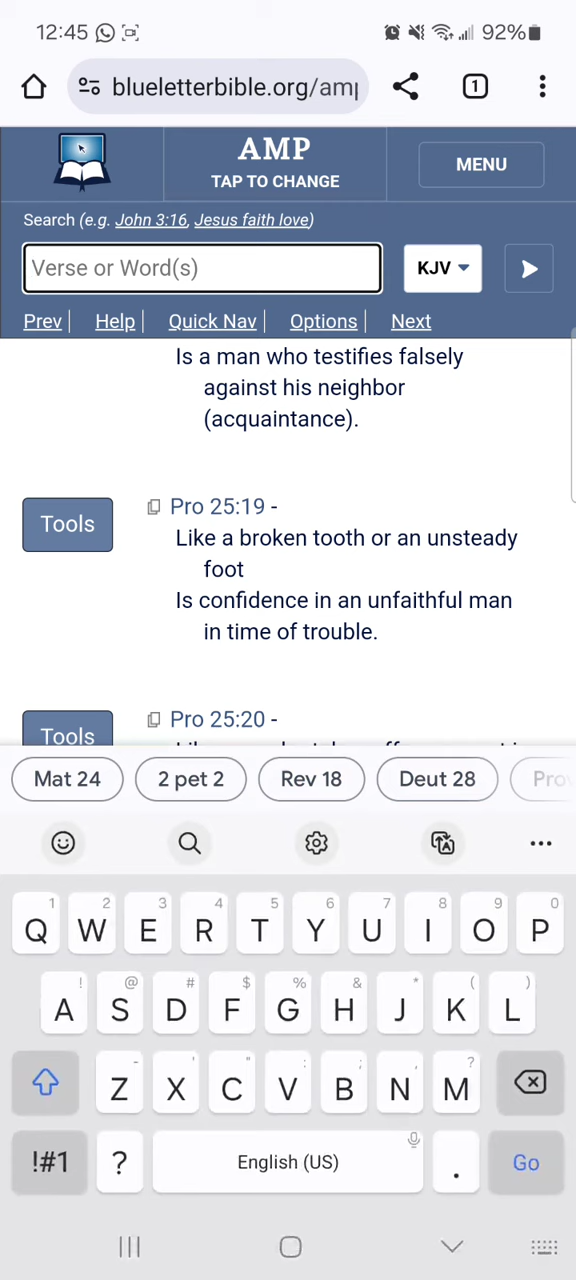 12:45 92%
blueletterbible.org/amp 1
AMP
TAP TO CHANGE
MENU
Search (e.g. John 3:16, Jesus faith love)
Verse or Word(s) KJV
Prev | Help | Quick Nav | Options | Next
Is a man who testifies falsely
against his neighbor
(acquaintance).
Tools
Pro 25:19 -
Like a broken tooth or an unsteady
foot
Is confidence in an unfaithful man
in time of trouble.
Tools
Pro 25:20 -
Mat 24 2 pet 2 Rev 18 Deut 28 Pro
1 2 3 4 5 6 7 8 9 0
Q W E R T Y U I O P
! @ # $ % & * ( )
A S D F G H J K L
- ' " : ; , ?
Z X C V B N M
!#1 ? English (US) . Go